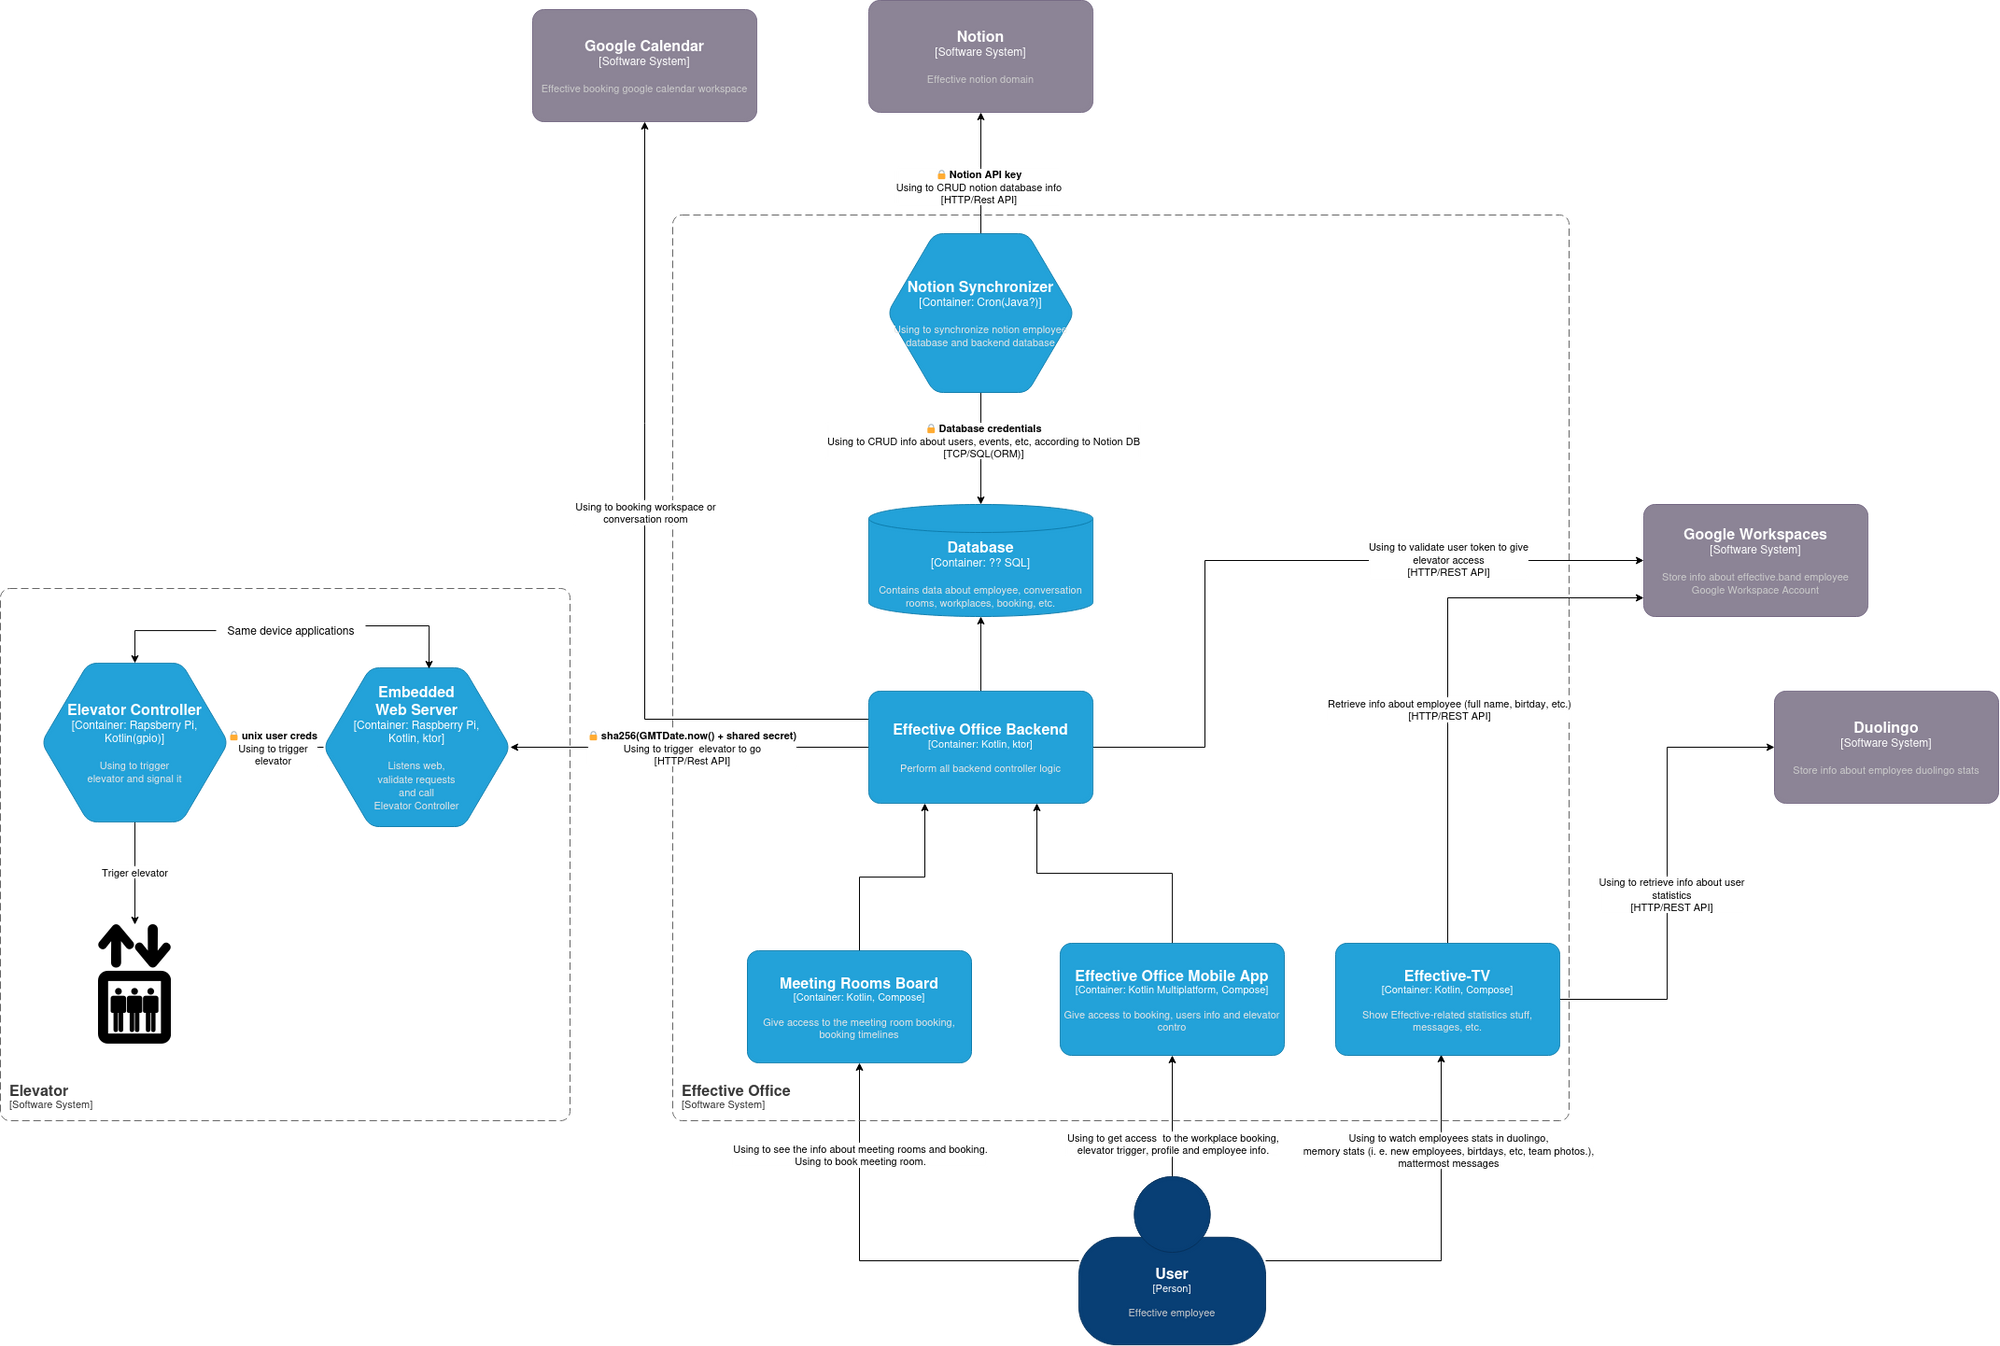 Google Calendar
[Software System]
Effective booking google calendar workspace
Notion
[Software System]
Effective notion domain
🔒 Notion API key
Using to CRUD notion database info
[HTTP/Rest API]
Notion Synchronizer
[Container: Cron(Java?)]
Using to synchronize notion employee
database and backend database
🔒 Database credentials
Using to CRUD info about users, events, etc, according to Notion DB
[TCP/SQL(ORM)]
Using to booking workspace or
conversation room
Database
[Container: ?? SQL]
Contains data about employee, conversation
rooms, workplaces, booking, etc.
Using to validate user token to give
elevator access
[HTTP/REST API]
Google Workspaces
[Software System]
Store info about effective.band employee
Google Workspace Account
Same device applications
Elevator Controller
[Container: Rapsberry Pi,
Kotlin(gpio)]
Using to trigger
elevator and signal it
🔒 unix user creds
Using to trigger
elevator
Embedded
Web Server
[Container: Raspberry Pi,
Kotlin, ktor]
Listens web,
validate requests
and call
Elevator Controller
🔒 sha256(GMTDate.now() + shared secret)
Using to trigger  elevator to go
[HTTP/Rest API]
Effective Office Backend
[Container: Kotlin, ktor]
Perform all backend controller logic
Retrieve info about employee (full name, birtday, etc.)
[HTTP/REST API]
Duolingo
[Software System]
Store info about employee duolingo stats
Triger elevator
Using to retrieve info about user
statistics
[HTTP/REST API]
Meeting Rooms Board
[Container: Kotlin, Compose]
Give access to the meeting room booking,
booking timelines
Effective Office Mobile App
[Container: Kotlin Multiplatform, Compose]
Give access to booking, users info and elevator
contro
Effective-TV
[Container: Kotlin, Compose]
Show Effective-related statistics stuff,
messages, etc.
Elevator
[Software System]
Effective Office
[Software System]
Using to see the info about meeting rooms and booking.
Using to book meeting room.
Using to get access  to the workplace booking,
elevator trigger, profile and employee info.
Using to watch employees stats in duolingo,
memory stats (i. e. new employees, birtdays, etc, team photos.),
mattermost messages
User
[Person]
Effective employee